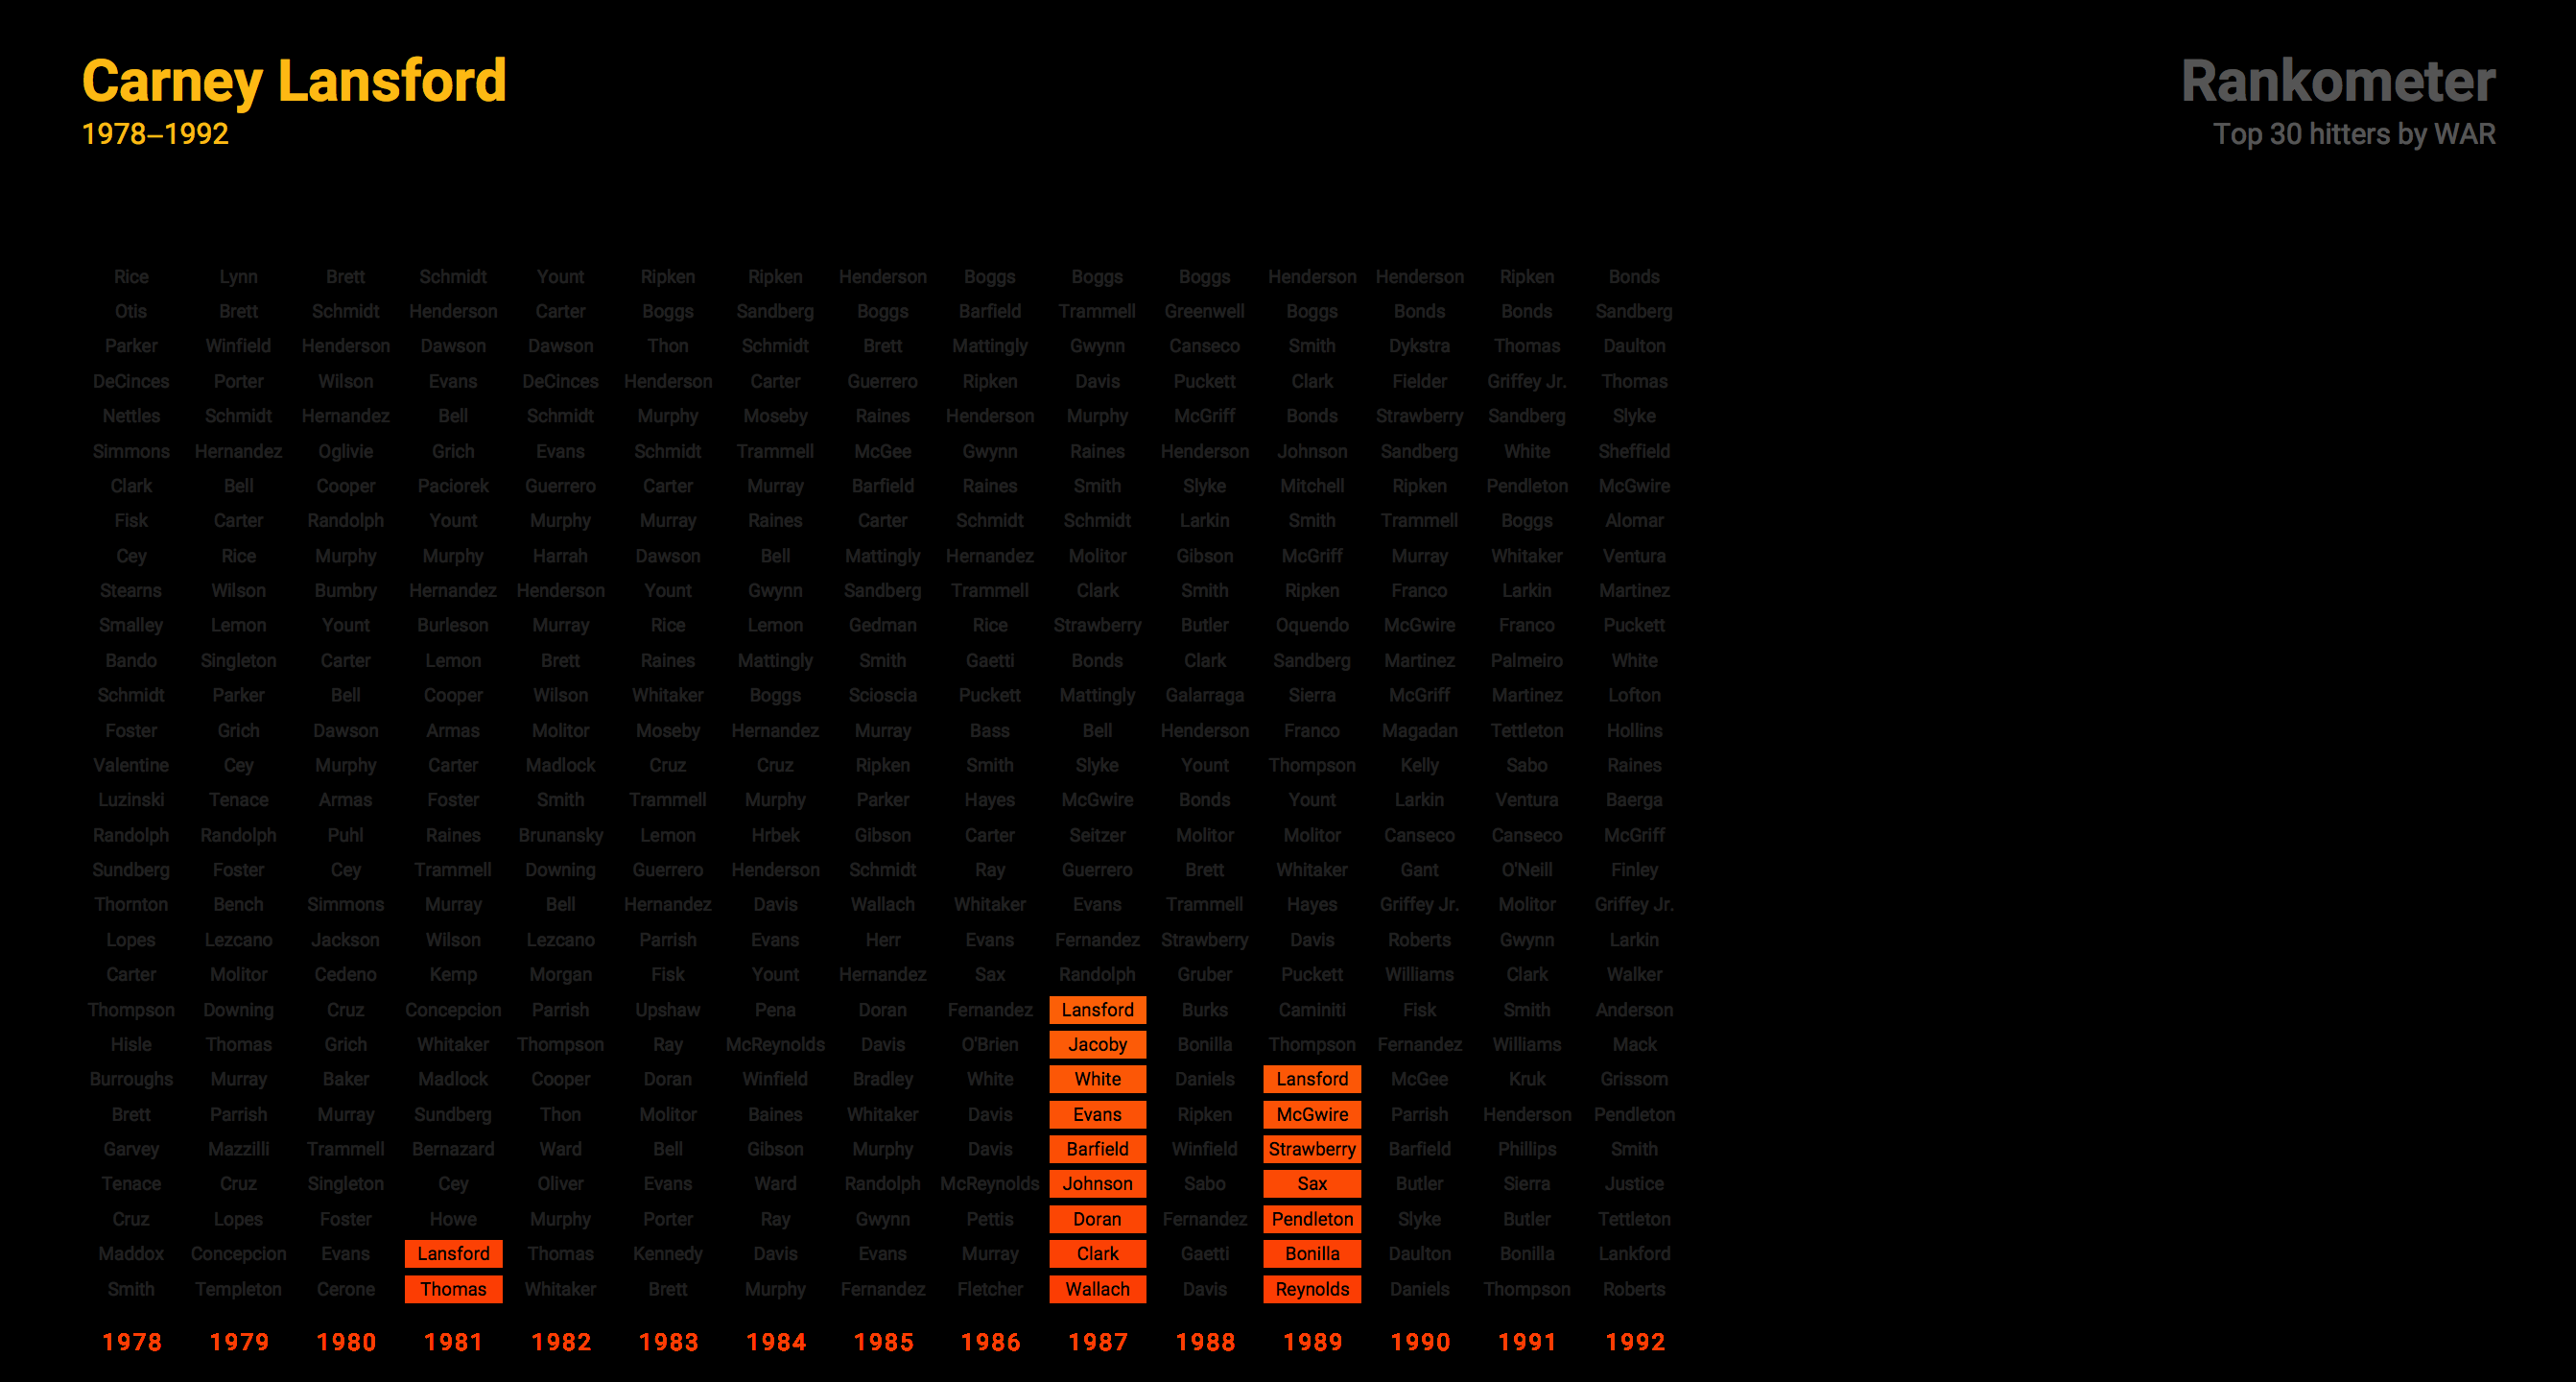 Carney Lansford
1978–1992
Rankometer
Top 30 hitters by WAR
Rice Lynn Brett Schmidt Yount Ripken Ripken Henderson Boggs Boggs Boggs Henderson Henderson Ripken Bonds
Otis Brett Schmidt Henderson Carter Boggs Sandberg Boggs Barfield Trammell Greenwell Boggs Bonds Bonds Sandberg
Parker Winfield Henderson Dawson Dawson Thon Schmidt Brett Mattingly Gwynn Canseco Smith Dykstra Thomas Daulton
DeCinces Porter Wilson Evans DeCinces Henderson Carter Guerrero Ripken Davis Puckett Clark Fielder Griffey Jr. Thomas
Nettles Schmidt Hernandez Bell Schmidt Murphy Moseby Raines Henderson Murphy McGriff Bonds Strawberry Sandberg Slyke
Simmons Hernandez Oglivie Grich Evans Schmidt Trammell McGee Gwynn Raines Henderson Johnson Sandberg White Sheffield
Clark Bell Cooper Paciorek Guerrero Carter Murray Barfield Raines Smith Slyke Mitchell Ripken Pendleton McGwire
Fisk Carter Randolph Yount Murphy Murray Raines Carter Schmidt Schmidt Larkin Smith Trammell Boggs Alomar
Cey Rice Murphy Murphy Harrah Dawson Bell Mattingly Hernandez Molitor Gibson McGriff Murray Whitaker Ventura
Stearns Wilson Bumbry Hernandez Henderson Yount Gwynn Sandberg Trammell Clark Smith Ripken Franco Larkin Martinez
Smalley Lemon Yount Burleson Murray Rice Lemon Gedman Rice Strawberry Butler Oquendo McGwire Franco Puckett
Bando Singleton Carter Lemon Brett Raines Mattingly Smith Gaetti Bonds Clark Sandberg Martinez Palmeiro White
Schmidt Parker Bell Cooper Wilson Whitaker Boggs Scioscia Puckett Mattingly Galarraga Sierra McGriff Martinez Lofton
Foster Grich Dawson Armas Molitor Moseby Hernandez Murray Bass Bell Henderson Franco Magadan Tettleton Hollins
Valentine Cey Murphy Carter Madlock Cruz Cruz Ripken Smith Slyke Yount Thompson Kelly Sabo Raines
Luzinski Tenace Armas Foster Smith Trammell Murphy Parker Hayes McGwire Bonds Yount Larkin Ventura Baerga
Randolph Randolph Puhl Raines Brunansky Lemon Hrbek Gibson Carter Seitzer Molitor Molitor Canseco Canseco McGriff
Sundberg Foster Cey Trammell Downing Guerrero Henderson Schmidt Ray Guerrero Brett Whitaker Gant O'Neill Finley
Thornton Bench Simmons Murray Bell Hernandez Davis Wallach Whitaker Evans Trammell Hayes Griffey Jr. Molitor Griffey Jr.
Lopes Lezcano Jackson Wilson Lezcano Parrish Evans Herr Evans Fernandez Strawberry Davis Roberts Gwynn Larkin
Carter Molitor Cedeno Kemp Morgan Fisk Yount Hernandez Sax Randolph Gruber Puckett Williams Clark Walker
Thompson Downing Cruz Concepcion Parrish Upshaw Pena Doran Fernandez Lansford Burks Caminiti Fisk Smith Anderson
Hisle Thomas Grich Whitaker Thompson Ray McReynolds Davis O'Brien Jacoby Bonilla Thompson Fernandez Williams Mack
Burroughs Murray Baker Madlock Cooper Doran Winfield Bradley White White Daniels Lansford McGee Kruk Grissom
Brett Parrish Murray Sundberg Thon Molitor Baines Whitaker Davis Evans Ripken McGwire Parrish Henderson Pendleton
Garvey Mazzilli Trammell Bernazard Ward Bell Gibson Murphy Davis Barfield Winfield Strawberry Barfield Phillips Smith
Tenace Cruz Singleton Cey Oliver Evans Ward Randolph McReynolds Johnson Sabo Sax Butler Sierra Justice
Cruz Lopes Foster Howe Murphy Porter Ray Gwynn Pettis Doran Fernandez Pendleton Slyke Butler Tettleton
Maddox Concepcion Evans Lansford Thomas Kennedy Davis Evans Murray Clark Gaetti Bonilla Daulton Bonilla Lankford
Smith Templeton Cerone Thomas Whitaker Brett Murphy Fernandez Fletcher Wallach Davis Reynolds Daniels Thompson Roberts
1978 1979 1980 1981 1982 1983 1984 1985 1986 1987 1988 1989 1990 1991 1992